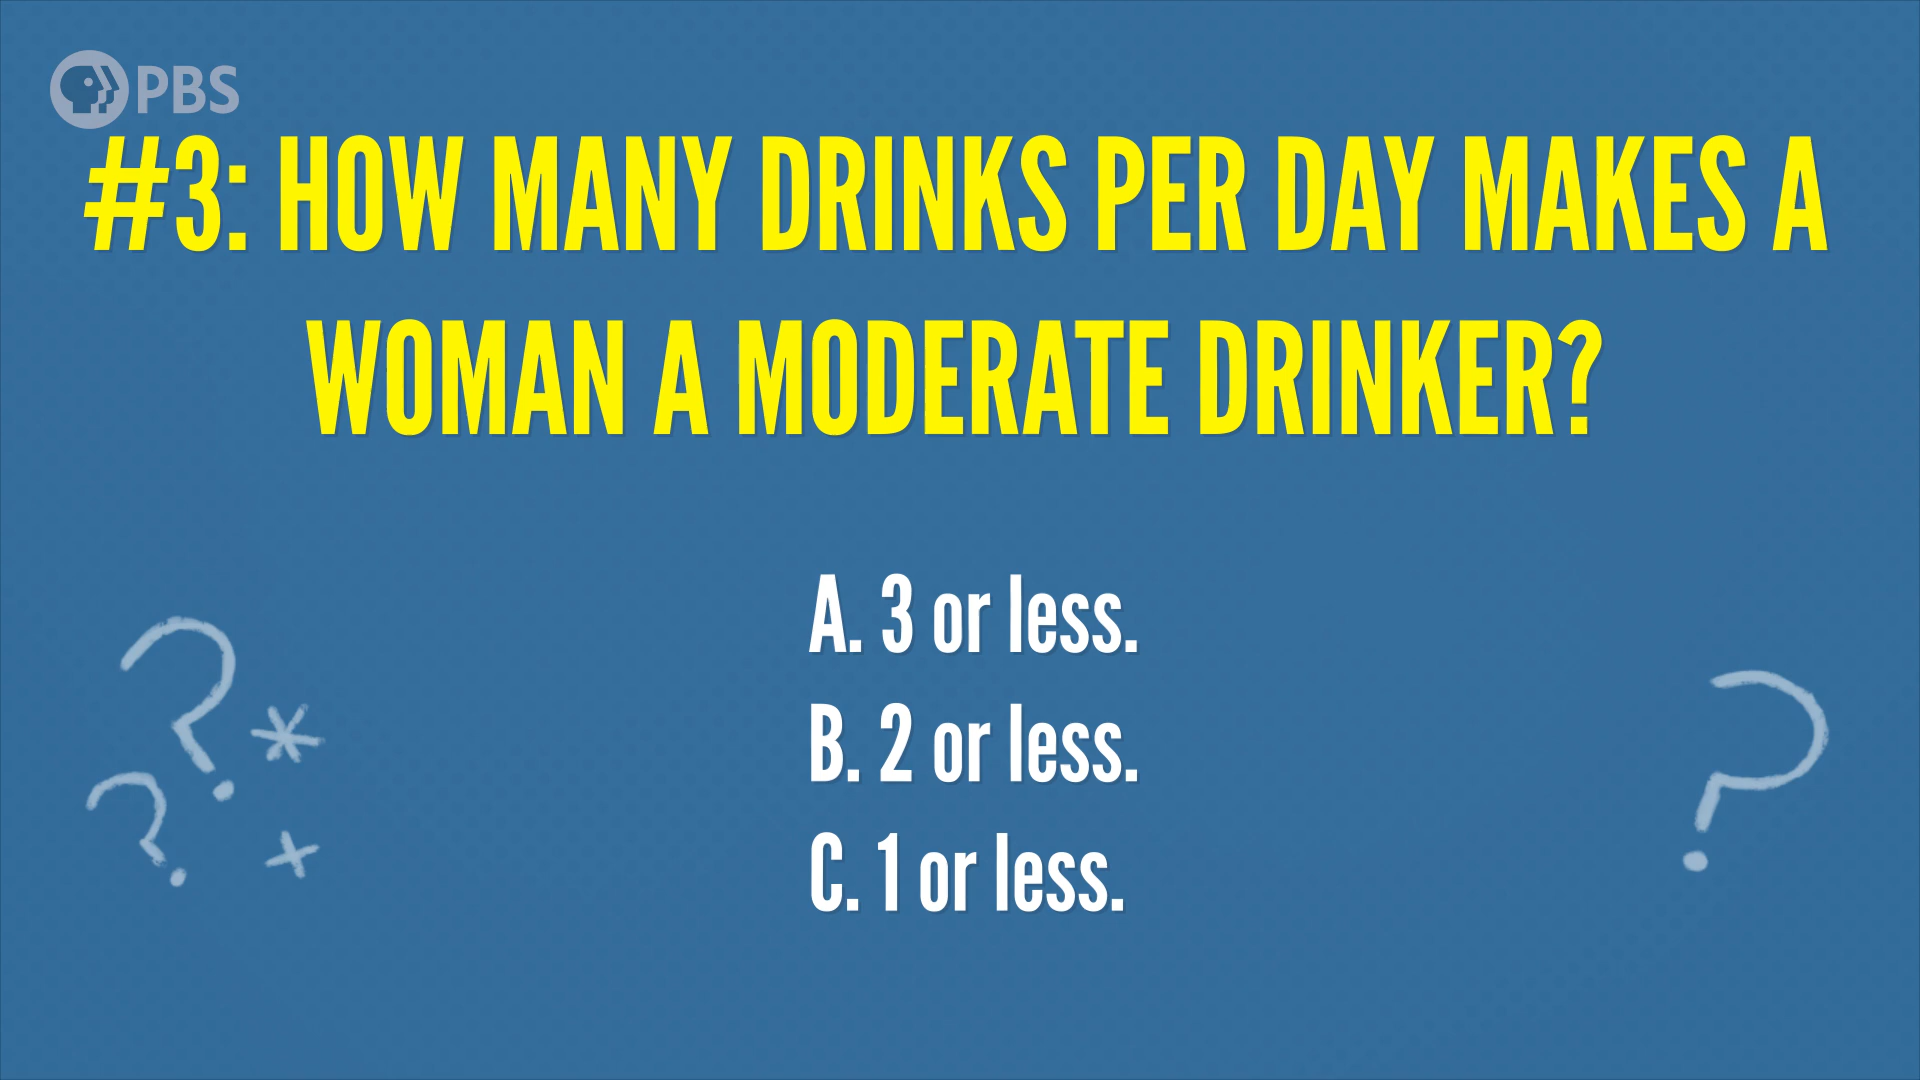 PBS
#3: HOW MANY DRINKS PER DAY MAKES A
WOMAN A MODERATE DRINKER?
A. 3 or less.
B. 2 or less.
C. 1 or less.